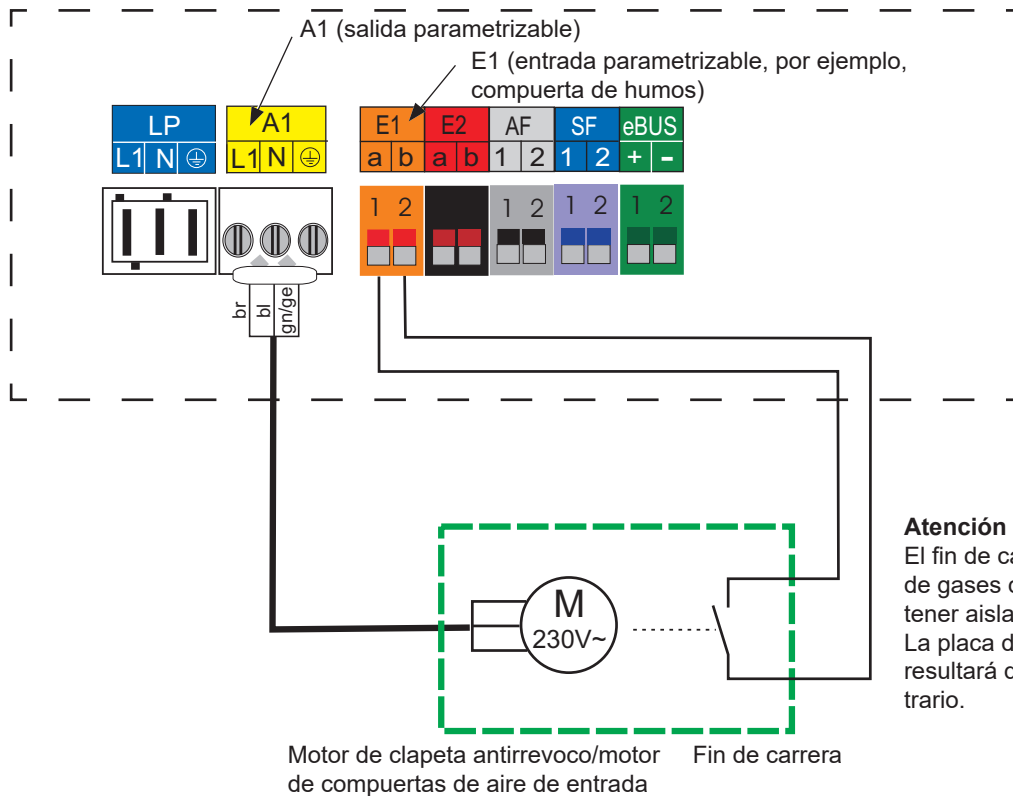 A1 (salida parametrizable)
E1 (entrada parametrizable, por ejemplo,
compuerta de humos)
LP A1 E1 E2 AF SF eBUS
L1 N L1 N a b a b 1 2 1 2 + -
1 2 1 2 1 2 1 2
br
bl
gn/ge
M
230V~
Atención
El fin de
de gases
tener
La placa
resultará
trario.
Motor de clapeta antirrevoco/motor
de compuertas de aire de entrada
Fin de carrera